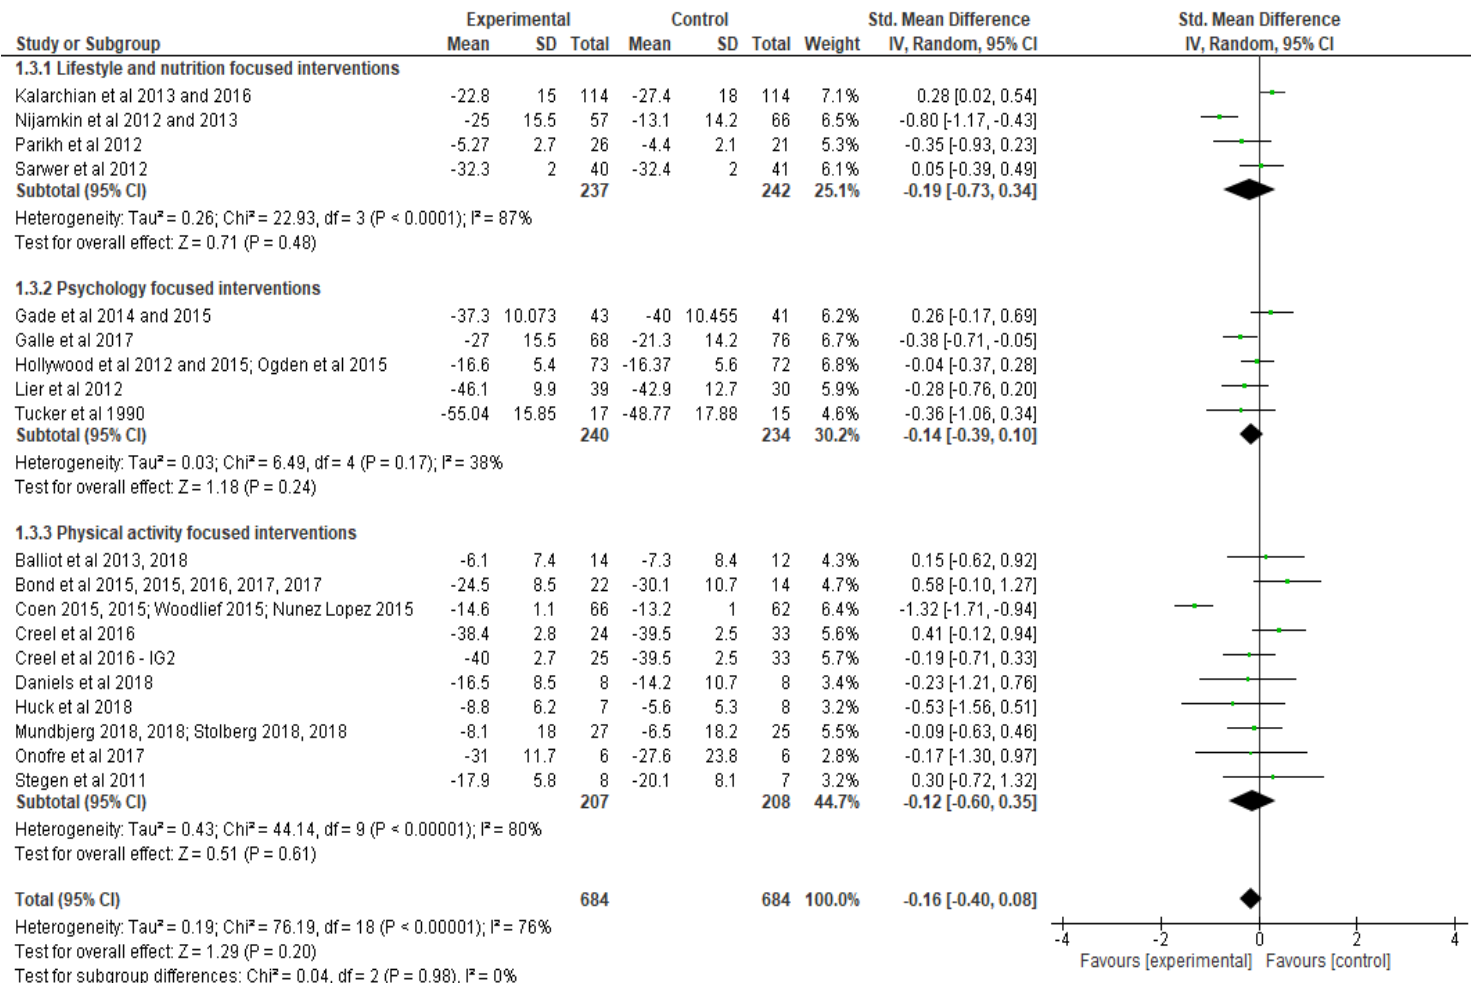 Experimental Control Std. Mean Difference Std. Mean Difference
Study or Subgroup Mean SD Total Mean SD Total Weight IV, Random, 95% CI IV, Random, 95% CI
1.3.1 Lifestyle and nutrition focused interventions
Kalarchian et al 2013 and 2016 -22.8 15 114 -27.4 18 114 7.1% 0.28 [0.02, 0.54]
Nijamkin et al 2012 and 2013 -25 15.5 57 -13.1 14.2 66 6.5% -0.80 [-1.17, -0.43]
Parikh et al 2012 -5.27 2.7 26 -4.4 2.1 21 5.3% -0.35 [-0.93, 0.23]
Sarwer et al 2012 -32.3 2 40 -32.4 2 41 6.1% 0.05 [-0.39, 0.49]
Subtotal (95% CI) 237 242 25.1% -0.19 [-0.73, 0.34]
Heterogeneity: Tau² = 0.26; Chi² = 22.93, df = 3 (P < 0.0001); I² = 87%
Test for overall effect: Z = 0.71 (P = 0.48)
1.3.2 Psychology focused interventions
Gade et al 2014 and 2015 -37.3 10.073 43 -40 10.455 41 6.2% 0.26 [-0.17, 0.69]
Galle et al 2017 -27 15.5 68 -21.3 14.2 76 6.7% -0.38 [-0.71, -0.05]
Hollywood et al 2012 and 2015; Ogden et al 2015 -16.6 5.4 73 -16.37 5.6 72 6.8% -0.04 [-0.37, 0.28]
Lier et al 2012 -46.1 9.9 39 -42.9 12.7 30 5.9% -0.28 [-0.76, 0.20]
Tucker et al 1990 -55.04 15.85 17 -48.77 17.88 15 4.6% -0.36 [-1.06, 0.34]
Subtotal (95% CI) 240 234 30.2% -0.14 [-0.39, 0.10]
Heterogeneity: Tau² = 0.03; Chi² = 6.49, df = 4 (P = 0.17); I² = 38%
Test for overall effect: Z = 1.18 (P = 0.24)
1.3.3 Physical activity focused interventions
Balliot et al 2013, 2018 -6.1 7.4 14 -7.3 8.4 12 4.3% 0.15 [-0.62, 0.92]
Bond et al 2015, 2015, 2016, 2017, 2017 -24.5 8.5 22 -30.1 10.7 14 4.7% 0.58 [-0.10, 1.27]
Coen 2015, 2015; Woodlief 2015; Nunez Lopez 2015 -14.6 1.1 66 -13.2 1 62 6.4% -1.32 [-1.71, -0.94]
Creel et al 2016 -38.4 2.8 24 -39.5 2.5 33 5.6% 0.41 [-0.12, 0.94]
Creel et al 2016 - IG2 -40 2.7 25 -39.5 2.5 33 5.7% -0.19 [-0.71, 0.33]
Daniels et al 2018 -16.5 8.5 8 -14.2 10.7 8 3.4% -0.23 [-1.21, 0.76]
Huck et al 2018 -8.8 6.2 7 -5.6 5.3 8 3.2% -0.53 [-1.56, 0.51]
Mundbjerg 2018, 2018; Stolberg 2018, 2018 -8.1 18 27 -6.5 18.2 25 5.5% -0.09 [-0.63, 0.46]
Onofre et al 2017 -31 11.7 6 -27.6 23.8 6 2.8% -0.17 [-1.30, 0.97]
Stegen et al 2011 -17.9 5.8 8 -20.1 8.1 7 3.2% 0.30 [-0.72, 1.32]
Subtotal (95% CI) 207 208 44.7% -0.12 [-0.60, 0.35]
Heterogeneity: Tau² = 0.43; Chi² = 44.14, df = 9 (P < 0.00001); I² = 80%
Test for overall effect: Z = 0.51 (P = 0.61)
Total (95% CI) 684 684 100.0% -0.16 [-0.40, 0.08]
Heterogeneity: Tau² = 0.19; Chi² = 76.19, df = 18 (P < 0.00001); I² = 76%
Test for overall effect: Z = 1.29 (P = 0.20)
Test for subgroup differences: Chi² = 0.04, df = 2 (P = 0.98), I² = 0%
-4 -2 0 2 4
Favours [experimental] Favours [control]